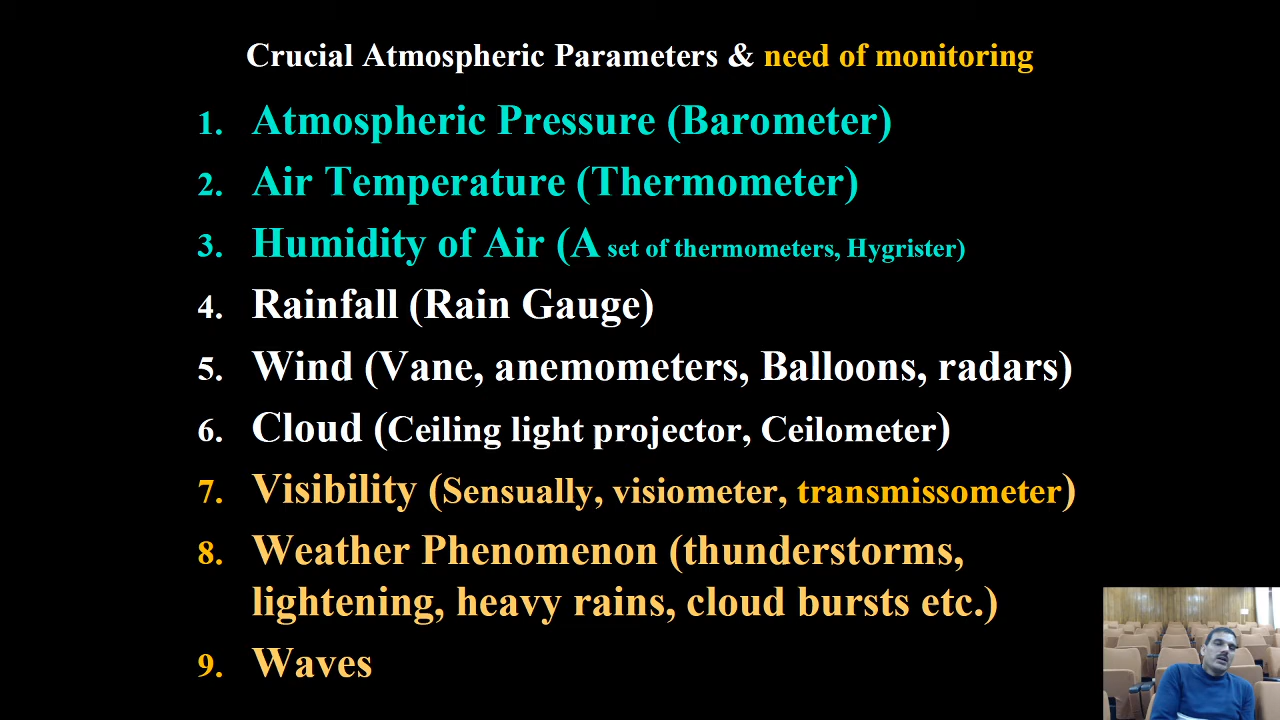 Crucial Atmospheric Parameters & need of monitoring
1. Atmospheric Pressure (Barometer)
2. Air Temperature (Thermometer)
3. Humidity of Air (A set of thermometers, Hygrister)
4. Rainfall (Rain Gauge)
5. Wind (Vane, anemometers, Balloons, radars)
6. Cloud (Ceiling light projector, Ceilometer)
7. Visibility (Sensually, visiometer, transmissometer)
8. Weather Phenomenon (thunderstorms,
lightening, heavy rains, cloud bursts etc.)
9. Waves